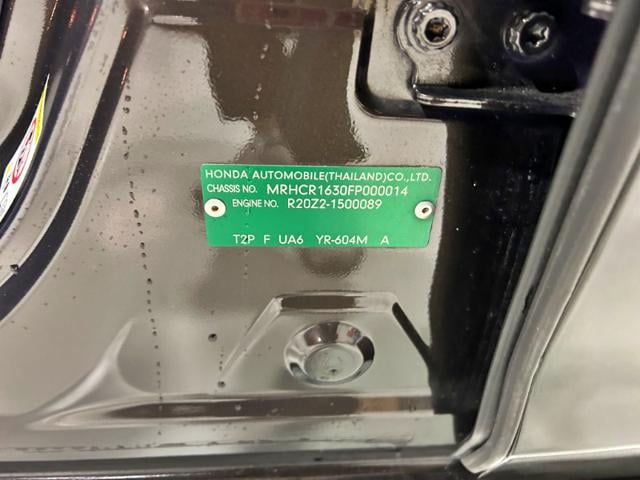 HONDA AUTOMOBILE(THAILAND)CO.,LTD.
CHASSIS NO. MRHCR1630FP000014
ENGINE NO. R20Z2-1500089
T2P F UA6 YR-604M A